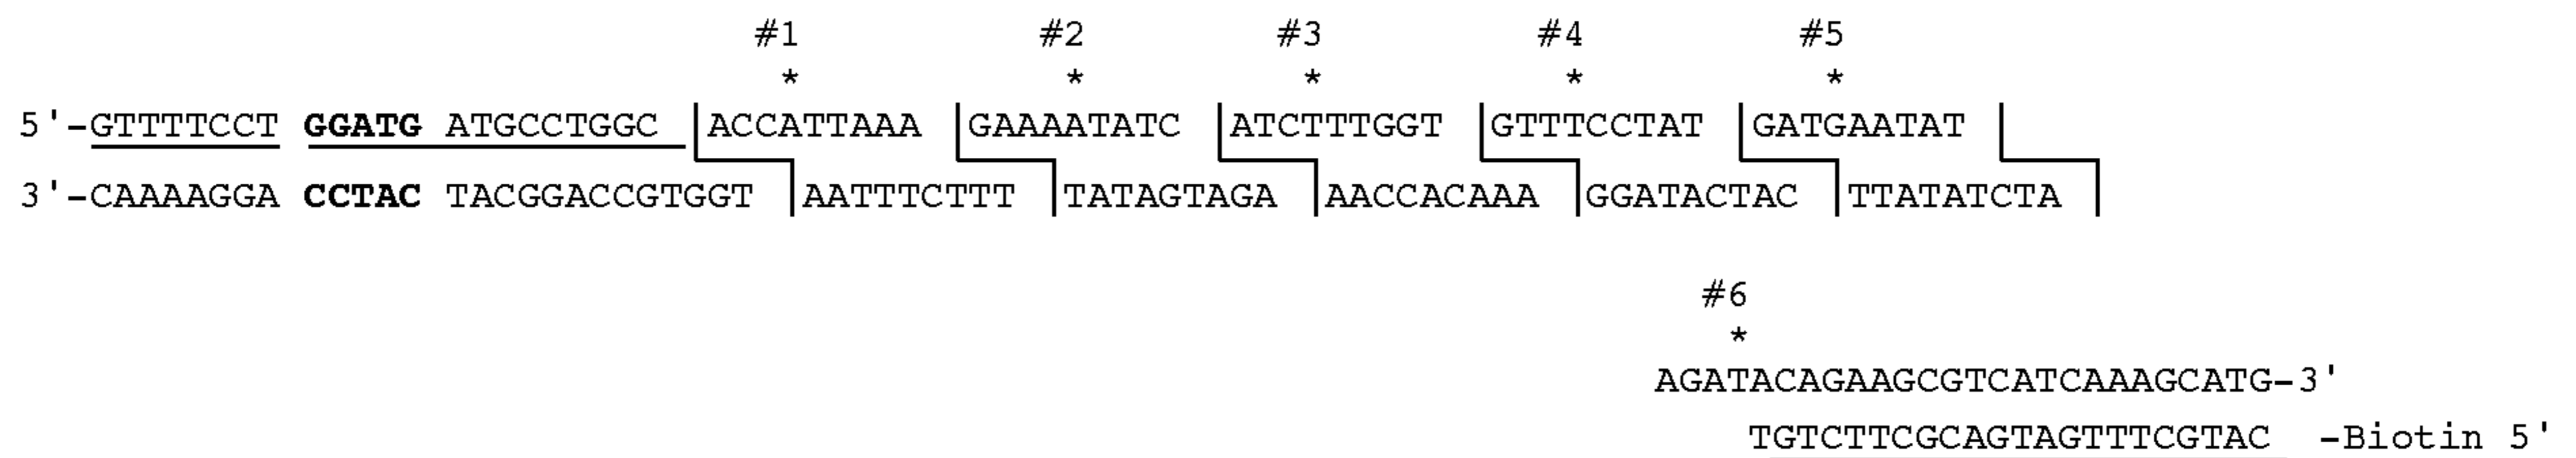 #1 #2 #3 #4 #5
* * * * *
5'-GTTTTCCT GGATG ATGCCTGGC ACCATTAAA GAAAATATC ATCTTTGGT GTTTCCTAT GATGAATAT
3'-CAAAAGGA CCTAC TACGGACCGTGGT AATTTCTTT TATAGTAGA AACCACAAA GGATACTAC TTATATCTA
#6
*
AGATACAGAAGCGTCATCAAAGCATG-3'
TGTCTTCGCAGTAGTTTCGTAC -Biotin 5'